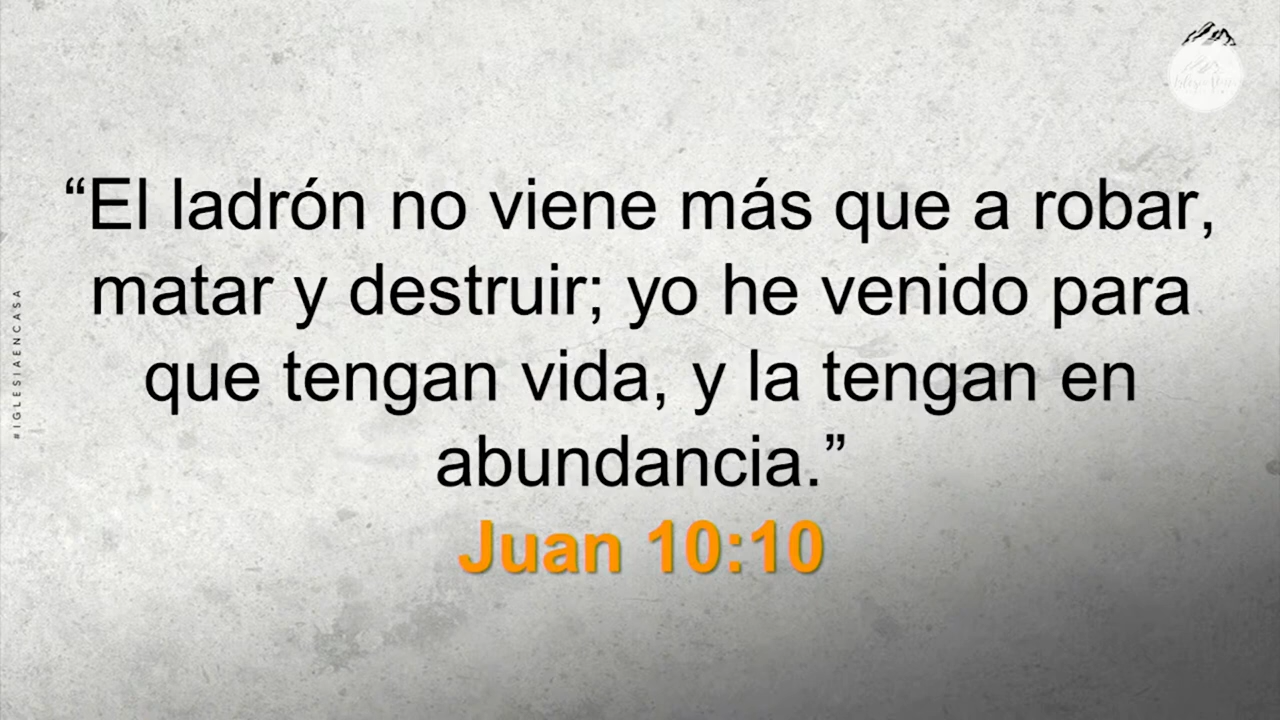 “El ladrón no viene más que a robar,
matar y destruir; yo he venido para
que tengan vida, y la tengan en
abundancia.”
Juan 10:10
#IGLESIAENCASA